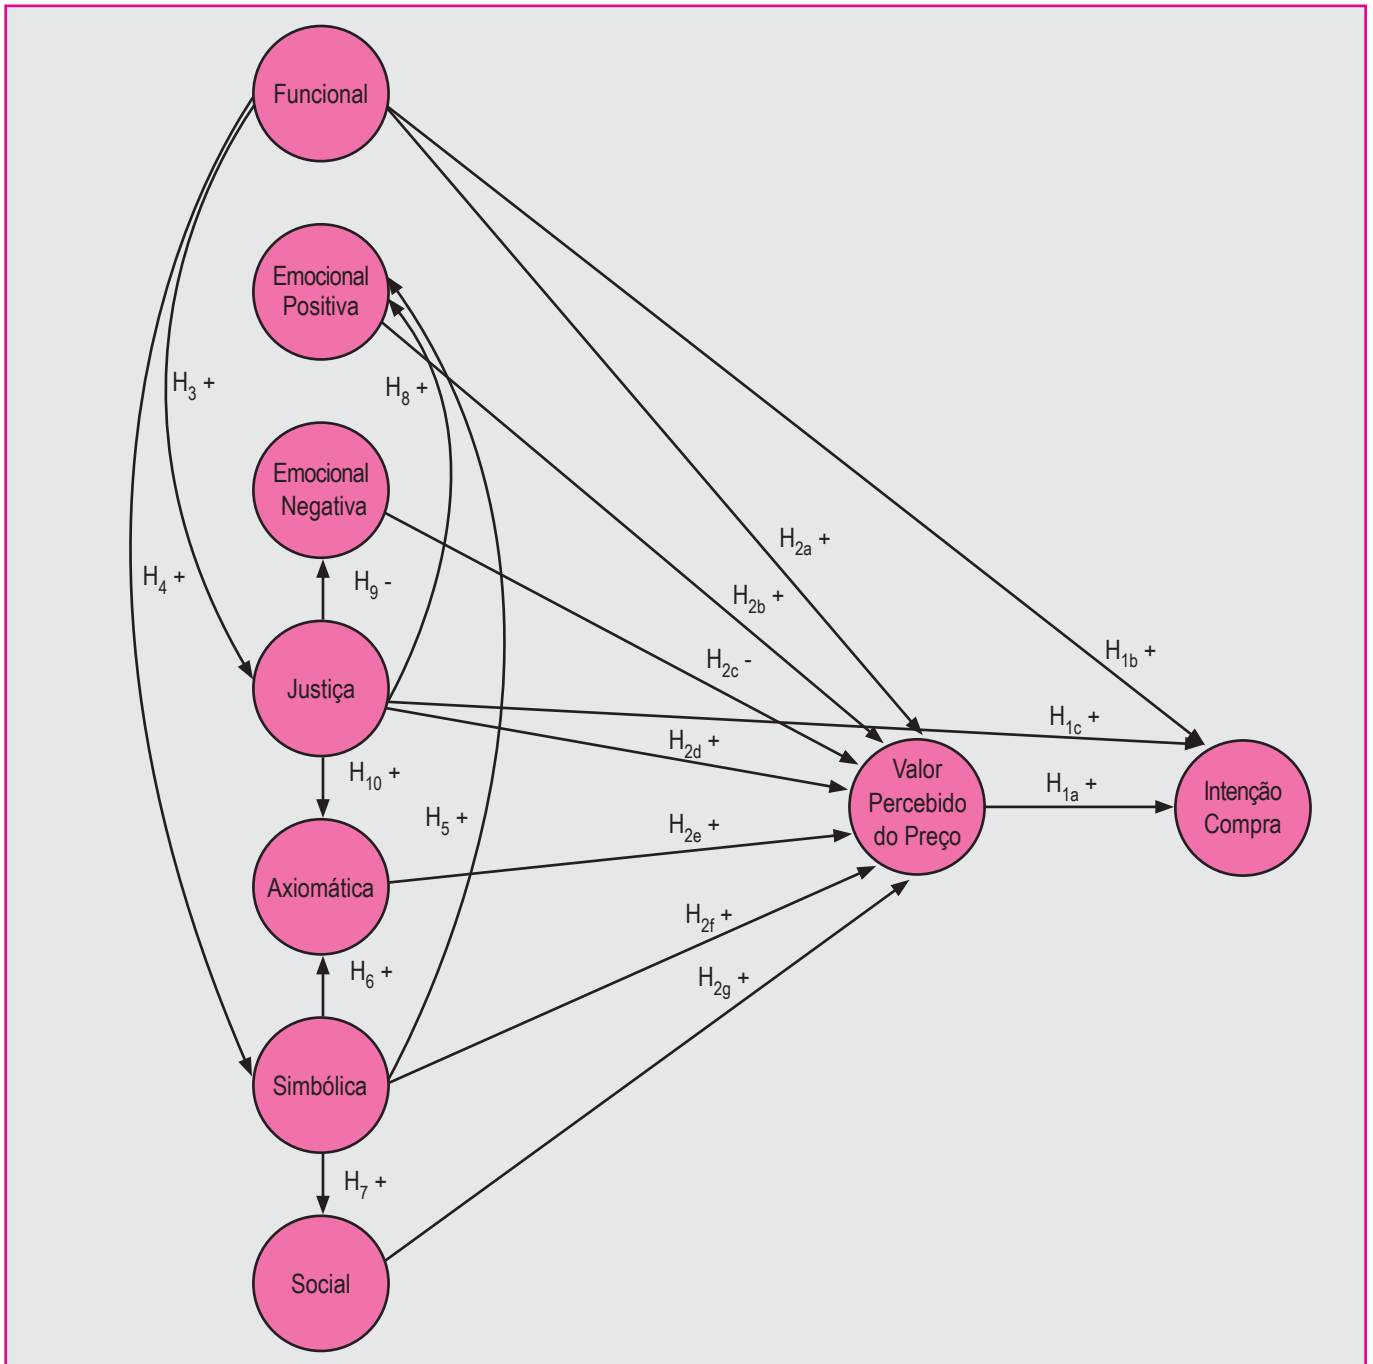 Funcional
Emocional
Positiva
H3 +
H8 +
Emocional
Negativa
H2a +
H4 +
H9 -
H2b +
H1b +
H2c -
Justiça
H1c +
H2d +
H10 +
Valor
Percebido
do Preço
H1a +
Intenção
Compra
H5 +
H2e +
Axiomática
H2f +
H6 +
H2g +
Simbólica
H7 +
Social